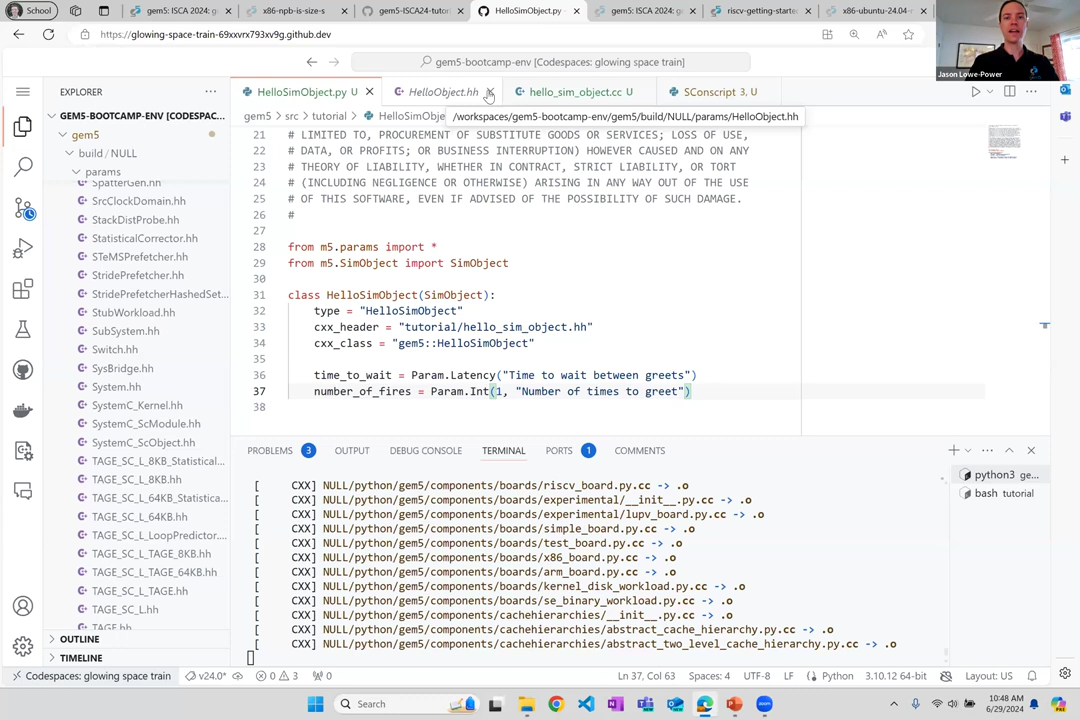 School
gem5: ISCA 2024: g
x86-npb-is-size-s
gem5-ISCA24-tutor
HelloSimObject.py
gem5: ISCA 2024: g
riscv-getting-starte
x86-ubuntu-24.04
https://glowing-space-train-69xxvrx793xv9g.github.dev
Jason Lowe-Power
gem5-bootcamp-env [Codespaces: glowing space train]
EXPLORER
HelloSimObject.py U
HelloObject.hh
hello_sim_object.cc U
SConscript 3, U
GEM5-BOOTCAMP-ENV [CODESPAC...
gem5 > src > tutorial > HelloSimObje
/workspaces/gem5-bootcamp-env/gem5/build/NULL/params/HelloObject.hh
gem5
build / NULL
params
SpatterGen.hh
SrcClockDomain.hh
StackDistProbe.hh
StatisticalCorrector.hh
STeMSPrefetcher.hh
StridePrefetcher.hh
StridePrefetcherHashedSet...
StubWorkload.hh
SubSystem.hh
Switch.hh
SysBridge.hh
System.hh
SystemC_Kernel.hh
SystemC_ScModule.hh
SystemC_ScObject.hh
TAGE_SC_L_8KB_Statistical...
TAGE_SC_L_8KB.hh
TAGE_SC_L_64KB_Statistica...
TAGE_SC_L_64KB.hh
TAGE_SC_L_LoopPredictor....
TAGE_SC_L_TAGE_8KB.hh
TAGE_SC_L_TAGE_64KB.hh
TAGE_SC_L_TAGE.hh
TAGE_SC_L.hh
TAGE.hh
OUTLINE
TIMELINE
21 # LIMITED TO, PROCUREMENT OF SUBSTITUTE GOODS OR SERVICES; LOSS OF USE,
22 # DATA, OR PROFITS; OR BUSINESS INTERRUPTION) HOWEVER CAUSED AND ON ANY
23 # THEORY OF LIABILITY, WHETHER IN CONTRACT, STRICT LIABILITY, OR TORT
24 # (INCLUDING NEGLIGENCE OR OTHERWISE) ARISING IN ANY WAY OUT OF THE USE
25 # OF THIS SOFTWARE, EVEN IF ADVISED OF THE POSSIBILITY OF SUCH DAMAGE.
26 #
27
28 from m5.params import *
29 from m5.SimObject import SimObject
30
31 class HelloSimObject(SimObject):
32 type = "HelloSimObject"
33 cxx_header = "tutorial/hello_sim_object.hh"
34 cxx_class = "gem5::HelloSimObject"
35
36 time_to_wait = Param.Latency("Time to wait between greets")
37 number_of_fires = Param.Int(1, "Number of times to greet")
38
PROBLEMS 3 OUTPUT DEBUG CONSOLE TERMINAL PORTS 1 COMMENTS
[ CXX] NULL/python/gem5/components/boards/riscv_board.py.cc -> .o
[ CXX] NULL/python/gem5/components/boards/experimental/__init__.py.cc -> .o
[ CXX] NULL/python/gem5/components/boards/experimental/lupv_board.py.cc -> .o
[ CXX] NULL/python/gem5/components/boards/simple_board.py.cc -> .o
[ CXX] NULL/python/gem5/components/boards/test_board.py.cc -> .o
[ CXX] NULL/python/gem5/components/boards/x86_board.py.cc -> .o
[ CXX] NULL/python/gem5/components/boards/arm_board.py.cc -> .o
[ CXX] NULL/python/gem5/components/boards/kernel_disk_workload.py.cc -> .o
[ CXX] NULL/python/gem5/components/boards/se_binary_workload.py.cc -> .o
[ CXX] NULL/python/gem5/components/cachehierarchies/__init__.py.cc -> .o
[ CXX] NULL/python/gem5/components/cachehierarchies/abstract_cache_hierarchy.py.cc -> .o
[ CXX] NULL/python/gem5/components/cachehierarchies/abstract_two_level_cache_hierarchy.py.cc -> .o
python3 ge...
bash tutorial
Codespaces: glowing space train
v24.0*
0 3
0
Ln 37, Col 63
Spaces: 4
UTF-8
LF
Python
3.10.12 64-bit
Layout: US
Search
10:48 AM
6/29/2024